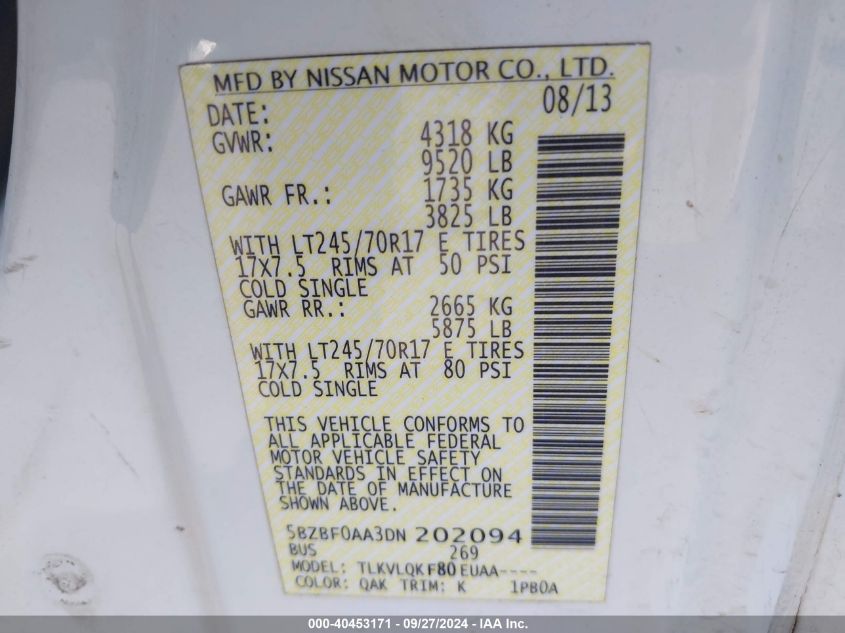 MFD BY NISSAN MOTOR CO., LTD.
DATE: 08/13
GVWR: 4318 KG
9520 LB
GAWR FR.: 1735 KG
3825 LB
WITH LT245/70R17 E TIRES
17X7.5 RIMS AT 50 PSI
COLD SINGLE
GAWR RR.: 2665 KG
5875 LB
WITH LT245/70R17 E TIRES
17X7.5 RIMS AT 80 PSI
COLD SINGLE
THIS VEHICLE CONFORMS TO
ALL APPLICABLE FEDERAL
MOTOR VEHICLE SAFETY
STANDARDS IN EFFECT ON
THE DATE OF MANUFACTURE
SHOWN ABOVE.
5BZBF0AA3DN 202094
BUS 269
MODEL: TLKVLQK F80 EUAA----
COLOR: QAK TRIM: K 1PB0A
000-40453171 - 09/27/2024 - IAA Inc.